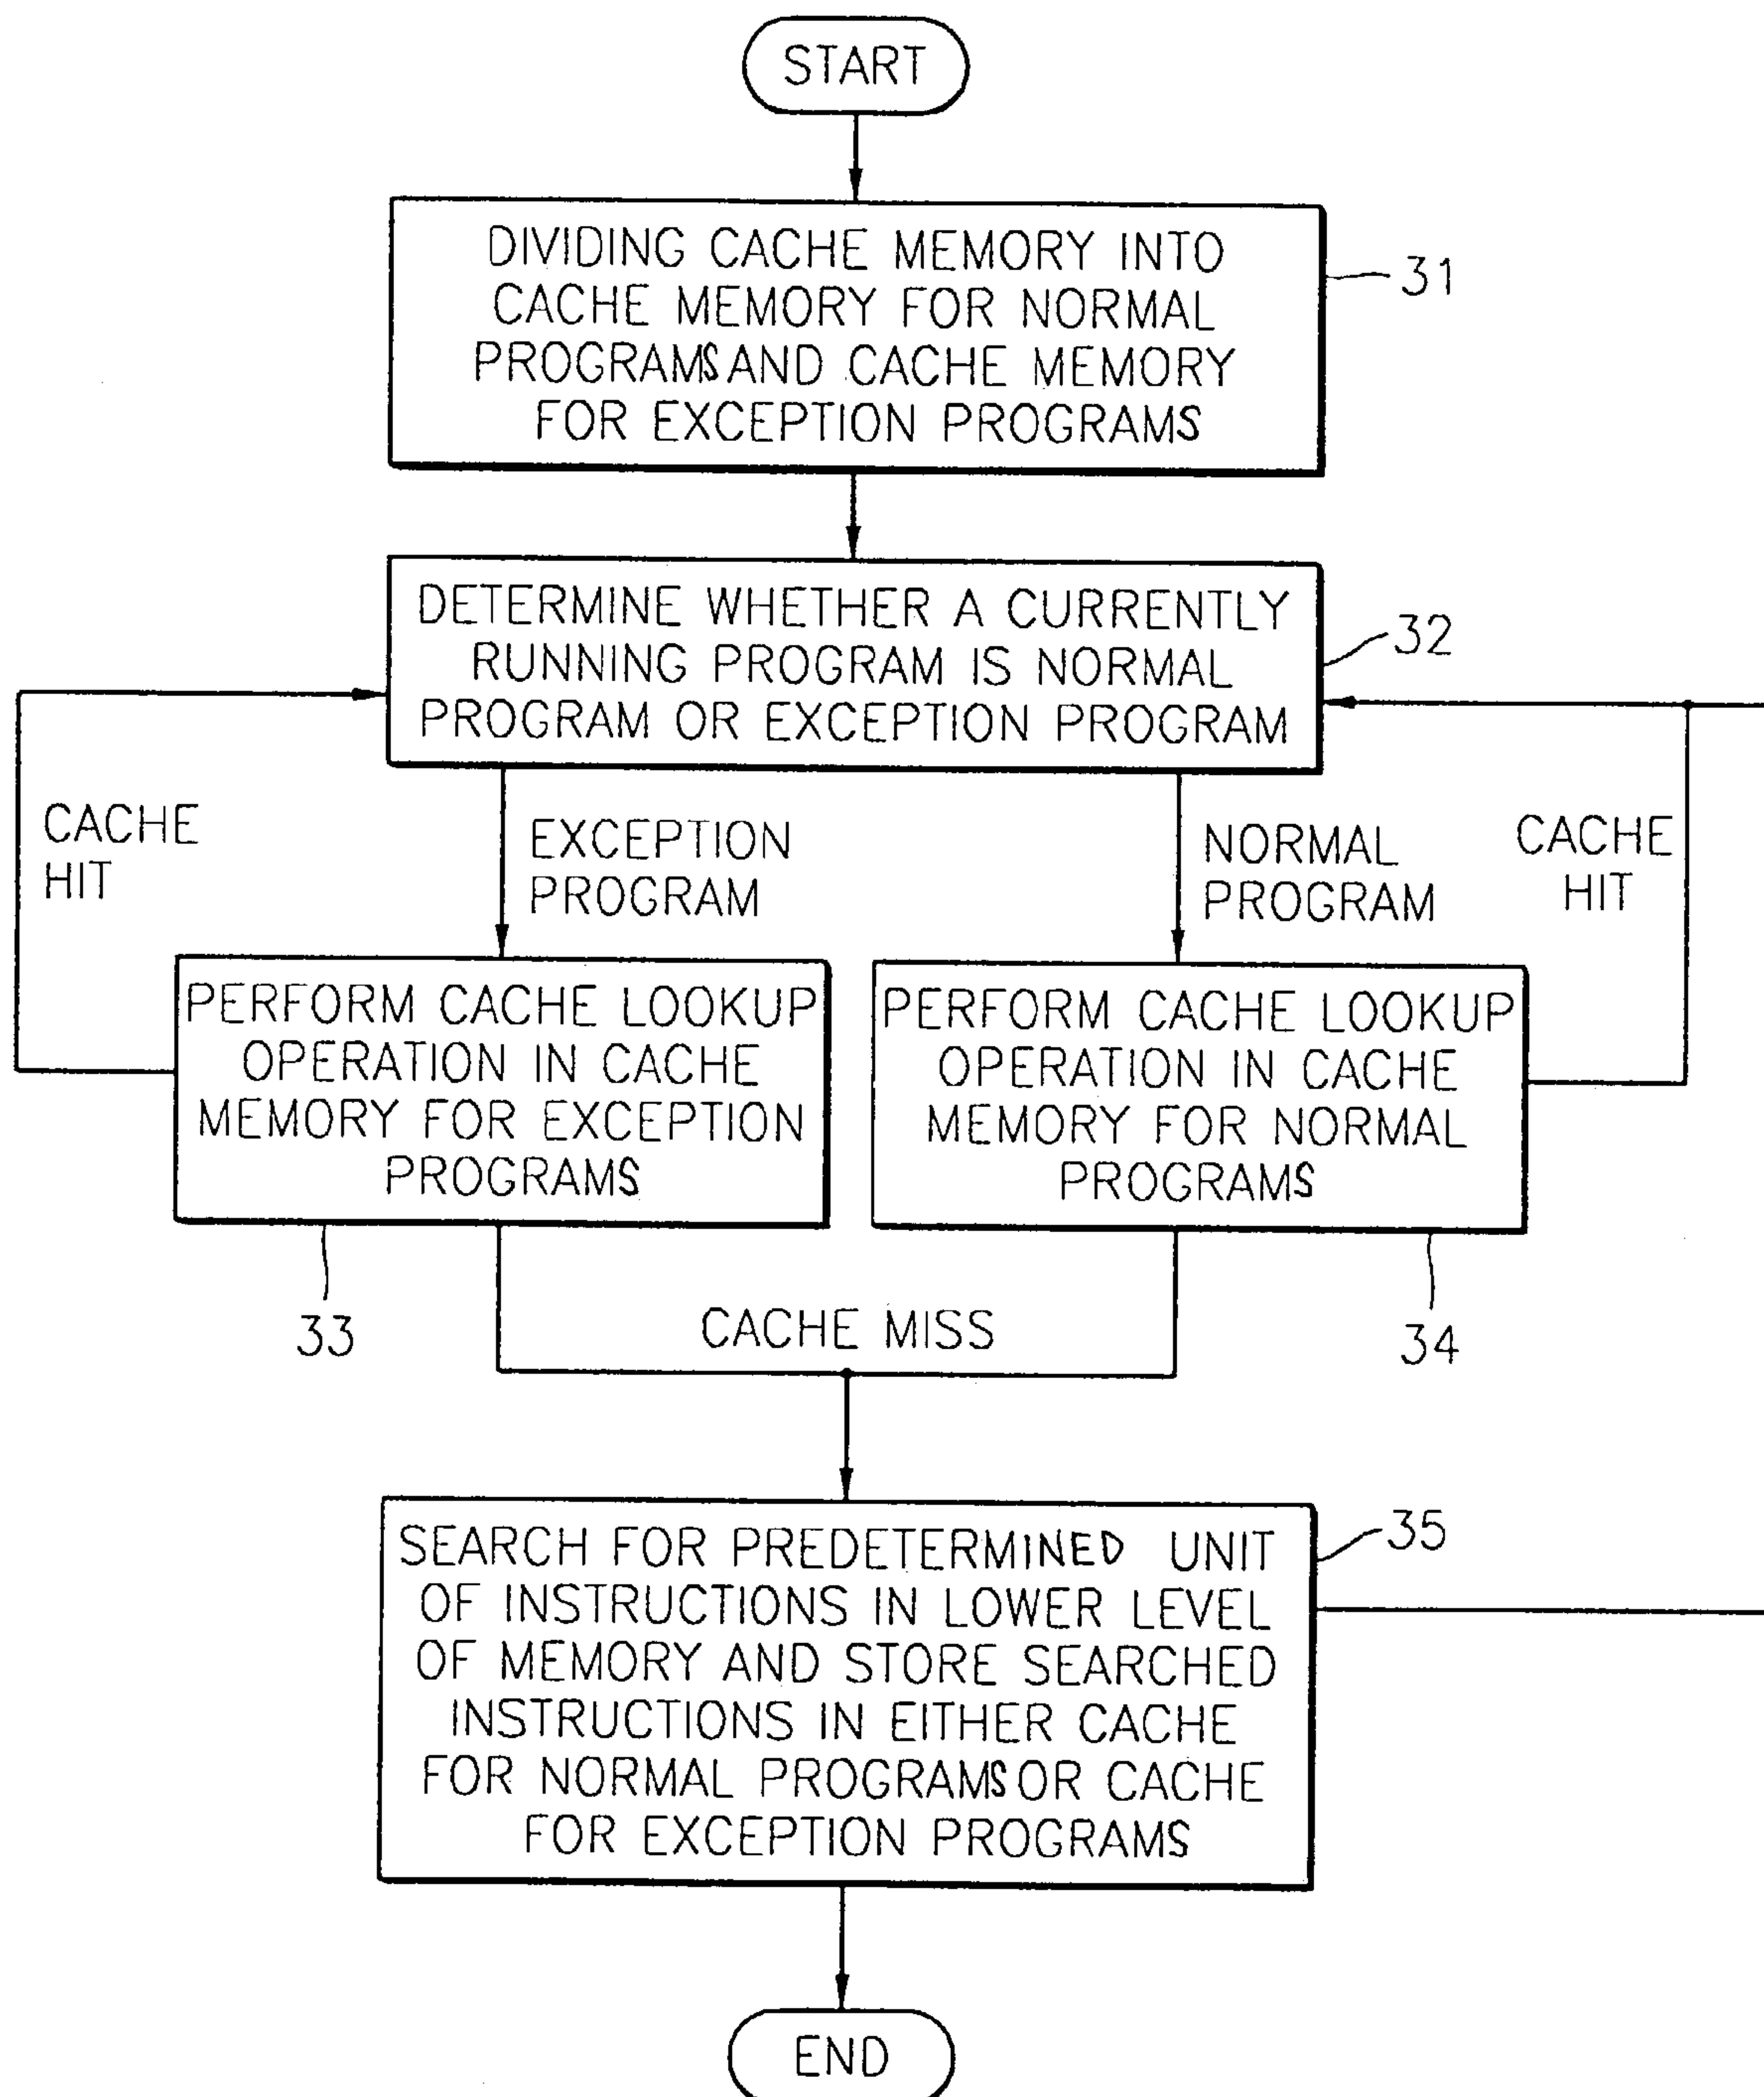 START
DIVIDING CACHE MEMORY INTO
CACHE MEMORY FOR NORMAL
PROGRAMS AND CACHE MEMORY
FOR EXCEPTION PROGRAMS
31
DETERMINE WHETHER A CURRENTLY
RUNNING PROGRAM IS NORMAL
PROGRAM OR EXCEPTION PROGRAM
32
CACHE
HIT
EXCEPTION
PROGRAM
NORMAL
PROGRAM
CACHE
HIT
PERFORM CACHE LOOKUP
OPERATION IN CACHE
MEMORY FOR EXCEPTION
PROGRAMS
33
PERFORM CACHE LOOKUP
OPERATION IN CACHE
MEMORY FOR NORMAL
PROGRAMS
34
CACHE MISS
SEARCH FOR PREDETERMINED UNIT
OF INSTRUCTIONS IN LOWER LEVEL
OF MEMORY AND STORE SEARCHED
INSTRUCTIONS IN EITHER CACHE
FOR NORMAL PROGRAMS OR CACHE
FOR EXCEPTION PROGRAMS
35
END